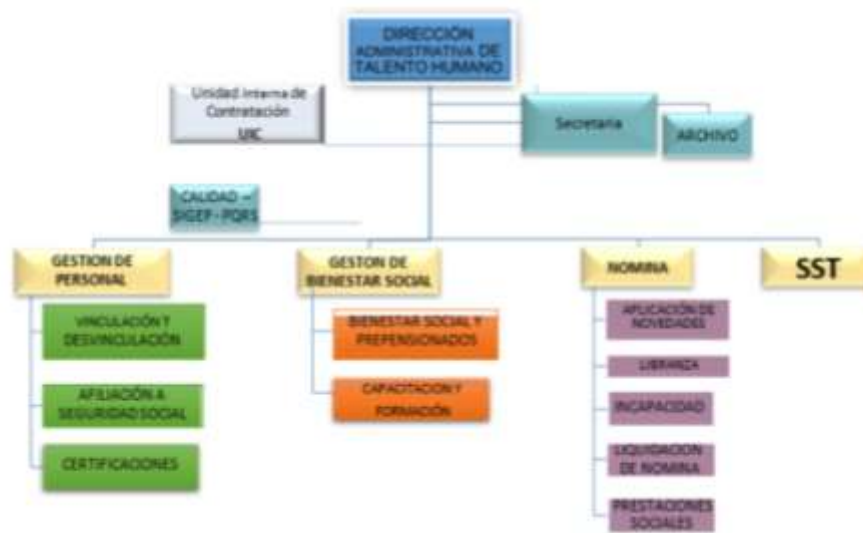 DIRECCIÓN
ADMINISTRATIVA DE
TALENTO HUMANO
Unidad Interna de
Contratación
UIC
Secretaria
ARCHIVO
CALIDAD –
SIGEP - PQRS
GESTION DE
PERSONAL
GESTON DE
BIENESTAR SOCIAL
NOMINA
SST
VINCULACIÓN Y
DESVINCULACIÓN
AFILIACIÓN A
SEGURIDAD SOCIAL
CERTIFICACIONES
BIENESTAR SOCIAL Y
PREPENSIONADOS
CAPACITACION Y
FORMACIÓN
APLICACIÓN DE
NOVEDADES
LIBRANZA
INCAPACIDAD
LIQUIDACION
DE NOMINA
PRESTACIONES
SOCIALES